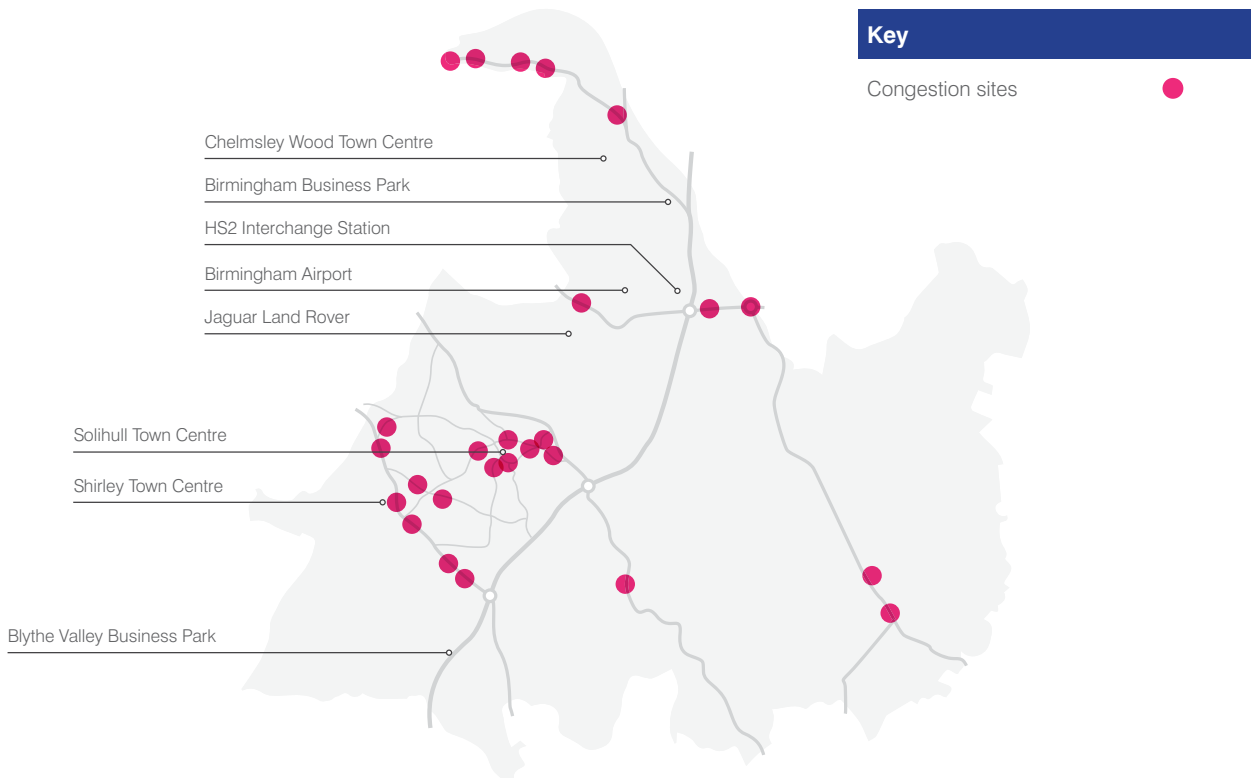 Key
Congestion sites
Chelmsley Wood Town Centre
Birmingham Business Park
HS2 Interchange Station
Birmingham Airport
Jaguar Land Rover
Solihull Town Centre
Shirley Town Centre
Blythe Valley Business Park